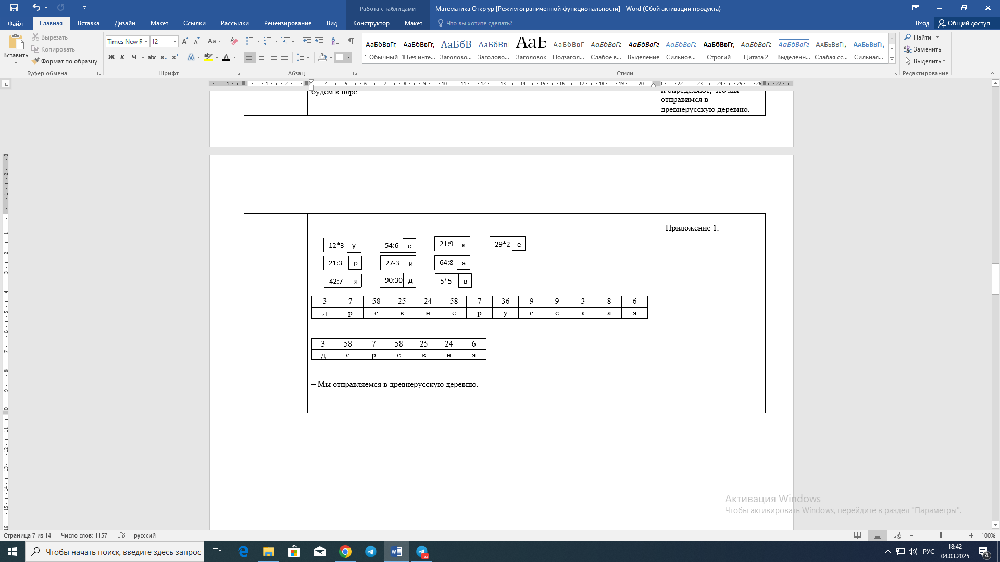 Работа с таблицами
Математика Откр ур [Режим ограниченной функциональности] - Word (Сбой активации продукта)
Файл Главная Вставка Дизайн Макет Ссылки Рассылки Рецензирование Вид Конструктор Макет Что вы хотите сделать? Вход Общий доступ
Вставить
Вырезать
Копировать
Формат по образцу
Times New R 12
Ж К Ч abc x₂ x²
АаБбВвГг, АаБбВвГг, АаБбВ АаБбВв АаБ АаБбВвГ АаБбВвГг АаБбВвГг АаБбВвГг АаБбВвГг, АаБбВвГг АаБбВвГг ААББВВГГД ААББВВГГ,
¶ Обычный ¶ Без инте... Заголово... Заголово... Заголовок Подзагол... Слабое в... Выделение Сильное... Строгий Цитата 2 Выделенн... Слабая сс... Сильная...
Найти
Заменить
Выделить
Буфер обмена Шрифт Абзац Стили Редактирование
будем в паре.
и определяют, что мы
отправимся в
древнерусскую деревню.
Приложение 1.
12*3 у 54:6 с 21:9 к 29*2 е
21:3 р 27-3 и 64:8 а
42:7 я 90:30 д 5*5 в
3 7 58 25 24 58 7 36 9 9 3 8 6
д р е в н е р у с с к а я
3 58 7 58 25 24 6
д е р е в н я
– Мы отправляемся в древнерусскую деревню.
Активация Windows
Чтобы активировать Windows, перейдите в раздел "Параметры".
Страница 7 из 14 Число слов: 1157 русский 100%
Чтобы начать поиск, введите здесь запрос
53
РУС
18:42
04.03.2025
4